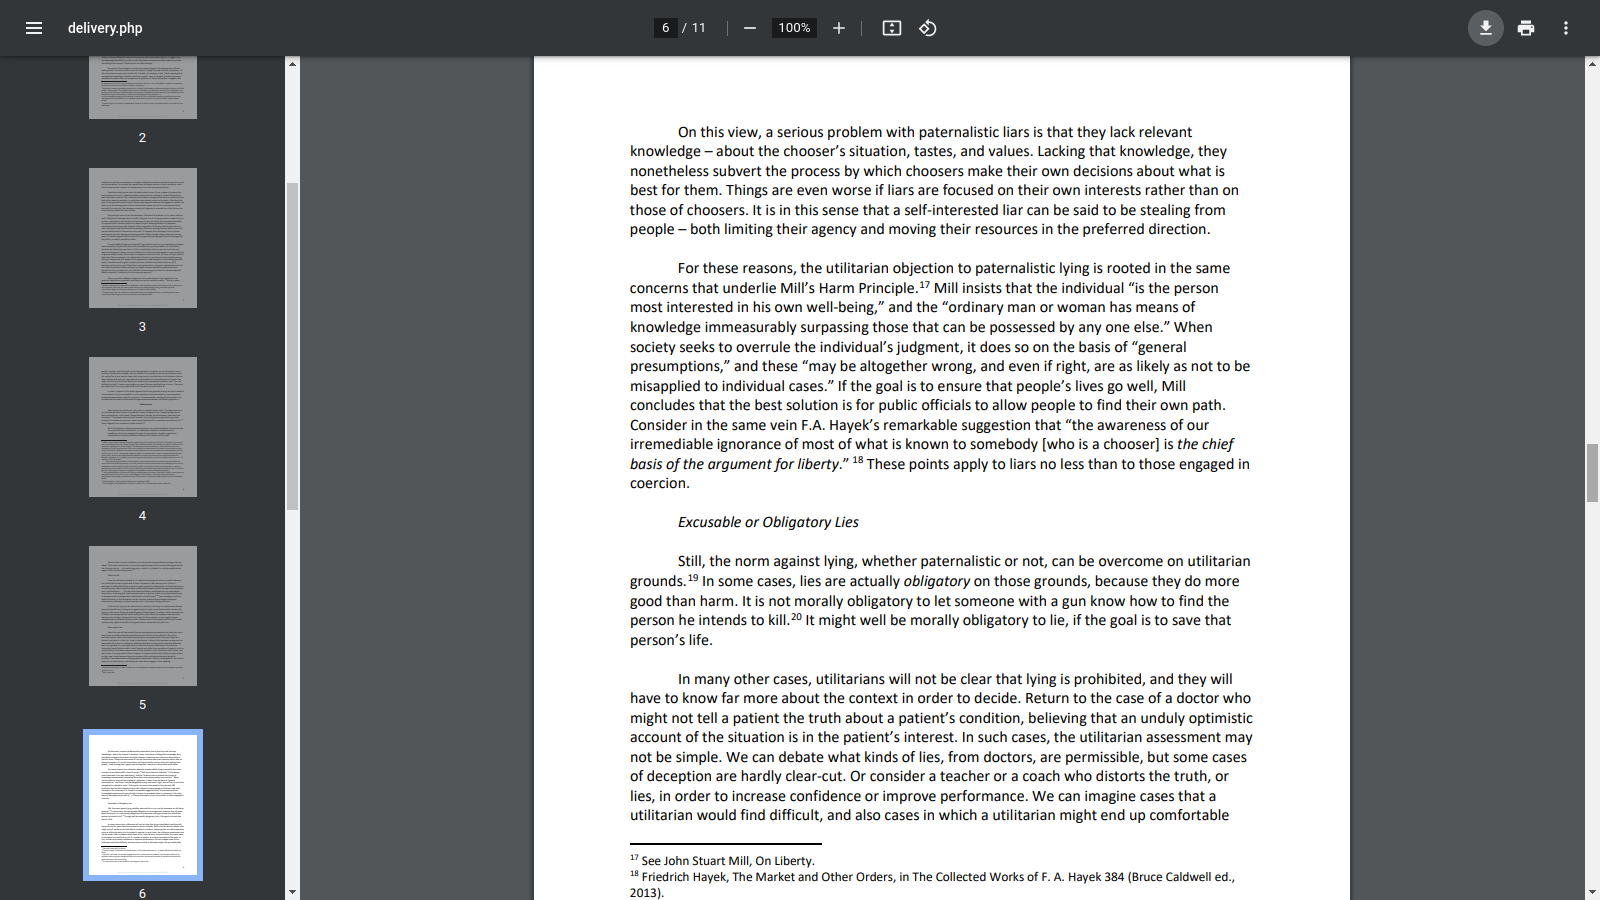 delivery.php
6 / 11
100%
2
3
4
5
6
On this view, a serious problem with paternalistic liars is that they lack relevant
knowledge – about the chooser’s situation, tastes, and values. Lacking that knowledge, they
nonetheless subvert the process by which choosers make their own decisions about what is
best for them. Things are even worse if liars are focused on their own interests rather than on
those of choosers. It is in this sense that a self-interested liar can be said to be stealing from
people – both limiting their agency and moving their resources in the preferred direction.
For these reasons, the utilitarian objection to paternalistic lying is rooted in the same
concerns that underlie Mill’s Harm Principle.17 Mill insists that the individual “is the person
most interested in his own well-being,” and the “ordinary man or woman has means of
knowledge immeasurably surpassing those that can be possessed by any one else.” When
society seeks to overrule the individual’s judgment, it does so on the basis of “general
presumptions,” and these “may be altogether wrong, and even if right, are as likely as not to be
misapplied to individual cases.” If the goal is to ensure that people’s lives go well, Mill
concludes that the best solution is for public officials to allow people to find their own path.
Consider in the same vein F.A. Hayek’s remarkable suggestion that “the awareness of our
irremediable ignorance of most of what is known to somebody [who is a chooser] is the chief
basis of the argument for liberty.” 18 These points apply to liars no less than to those engaged in
coercion.
Excusable or Obligatory Lies
Still, the norm against lying, whether paternalistic or not, can be overcome on utilitarian
grounds.19 In some cases, lies are actually obligatory on those grounds, because they do more
good than harm. It is not morally obligatory to let someone with a gun know how to find the
person he intends to kill.20 It might well be morally obligatory to lie, if the goal is to save that
person’s life.
In many other cases, utilitarians will not be clear that lying is prohibited, and they will
have to know far more about the context in order to decide. Return to the case of a doctor who
might not tell a patient the truth about a patient’s condition, believing that an unduly optimistic
account of the situation is in the patient’s interest. In such cases, the utilitarian assessment may
not be simple. We can debate what kinds of lies, from doctors, are permissible, but some cases
of deception are hardly clear-cut. Or consider a teacher or a coach who distorts the truth, or
lies, in order to increase confidence or improve performance. We can imagine cases that a
utilitarian would find difficult, and also cases in which a utilitarian might end up comfortable
17 See John Stuart Mill, On Liberty.
18 Friedrich Hayek, The Market and Other Orders, in The Collected Works of F. A. Hayek 384 (Bruce Caldwell ed.,
2013).